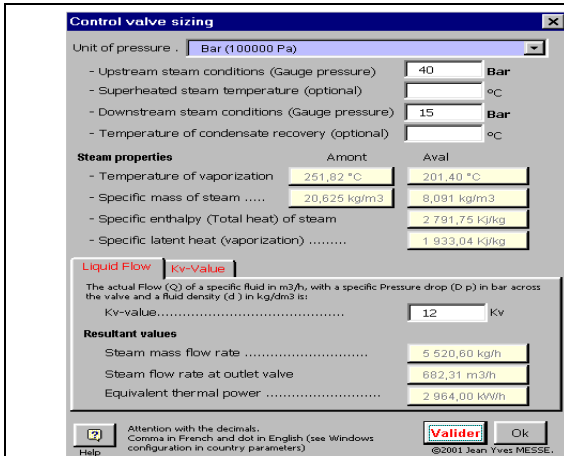 Control valve sizing
Unit of pressure . Bar (100000 Pa)
- Upstream steam conditions (Gauge pressure) 40 Bar
- Superheated steam temperature (optional) °C
- Downstream steam conditions (Gauge pressure) 15 Bar
- Temperature of condensate recovery (optional) °C
Steam properties Amont Aval
- Temperature of vaporization 251,82 °C 201,40 °C
- Specific mass of steam ..... 20,625 kg/m3 8,091 kg/m3
- Specific enthalpy (Total heat) of steam 2 791,75 Kj/kg
- Specific latent heat (vaporization) ......... 1 933,04 Kj/kg
Liquid Flow Kv-Value
The actual Flow (Q) of a specific fluid in m3/h, with a specific Pressure drop (D p) in bar across
the valve and a fluid density (d ) in kg/dm3 is:
Kv-value............................................ 12 Kv
Resultant values
Steam mass flow rate ........................... 5 520,60 kg/h
Steam flow rate at outlet valve 682,31 m3/h
Equivalent thermal power ..................... 2 964,00 kW/h
Attention with the decimals.
Comma in French and dot in English (see Windows
configuration in country parameters)
Help
Valider Ok
©2001 Jean Yves MESSE.